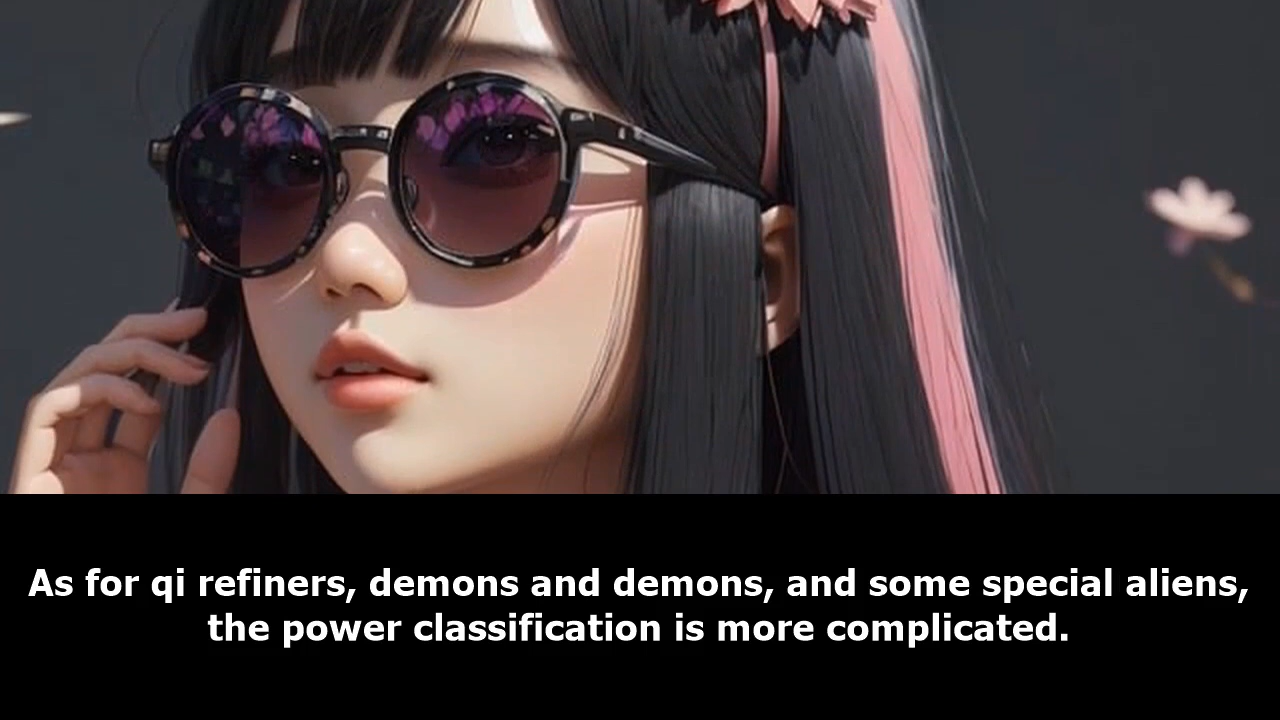 As for qi refiners, demons and demons, and some special aliens,
the power classification is more complicated.